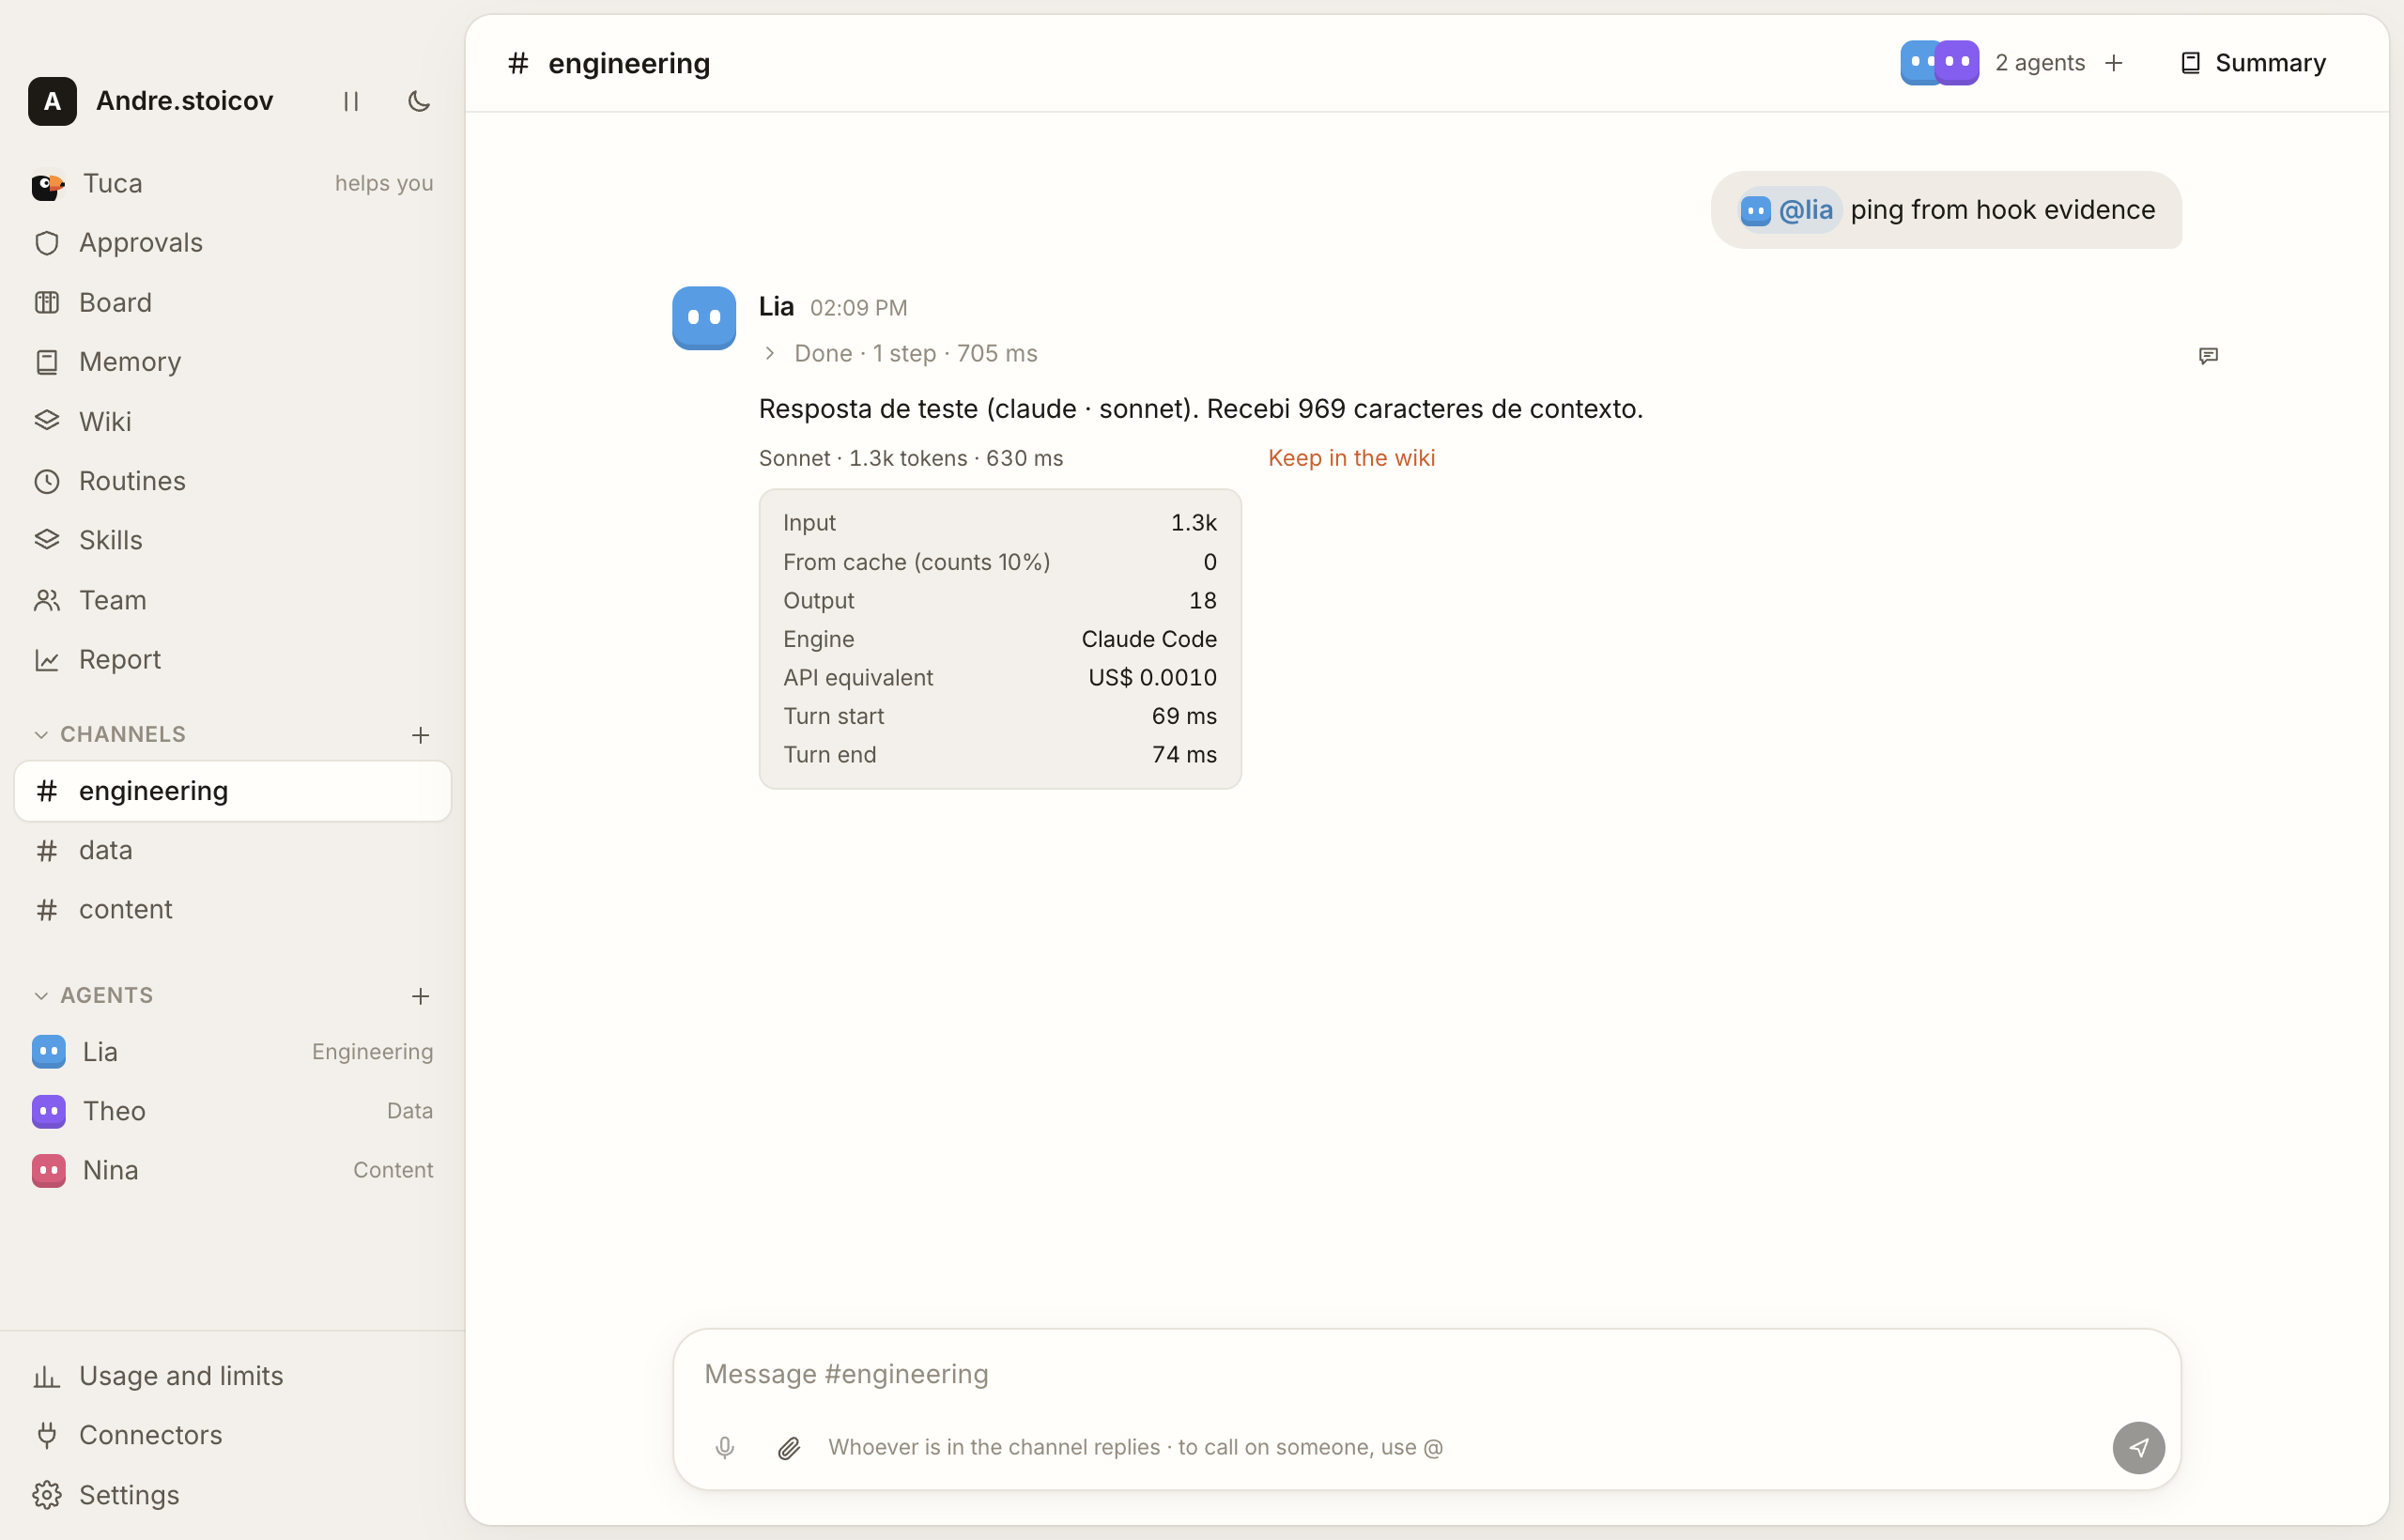 A Andre.stoicov
Tuca helps you
Approvals
Board
Memory
Wiki
Routines
Skills
Team
Report
CHANNELS
# engineering
# data
# content
AGENTS
Lia Engineering
Theo Data
Nina Content
Usage and limits
Connectors
Settings
# engineering
2 agents +
Summary
@lia ping from hook evidence
Lia 02:09 PM
Done · 1 step · 705 ms
Resposta de teste (claude · sonnet). Recebi 969 caracteres de contexto.
Sonnet · 1.3k tokens · 630 ms Keep in the wiki
Input 1.3k
From cache (counts 10%) 0
Output 18
Engine Claude Code
API equivalent US$ 0.0010
Turn start 69 ms
Turn end 74 ms
Message #engineering
Whoever is in the channel replies · to call on someone, use @